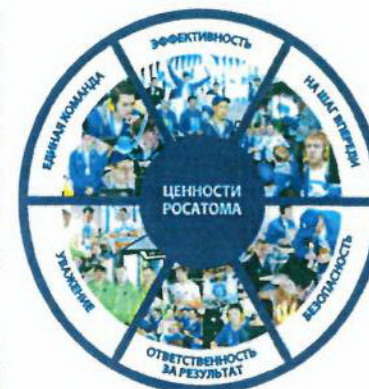 ЭФФЕКТИВНОСТЬ
НА ШАГ ВПЕРЕДИ
БЕЗОПАСНОСТЬ
ОТВЕТСТВЕННОСТЬ
ЗА РЕЗУЛЬТАТ
УВАЖЕНИЕ
ЕДИНАЯ КОМАНДА
ЦЕННОСТИ
РОСАТОМА